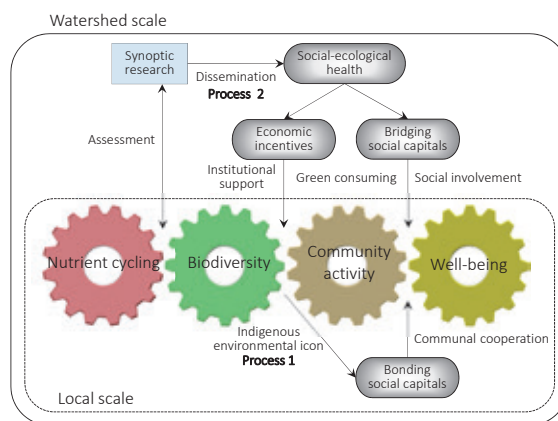 Watershed scale
Synoptic
research
Social-ecological
health
Dissemination
Process 2
Assessment
Economic
incentives
Bridging
social capitals
Institutional
support
Green consuming
Social involvement
Nutrient cycling
Biodiversity
Community
activity
Well-being
Indigenous
environmental icon
Process 1
Communal cooperation
Bonding
social capitals
Local scale